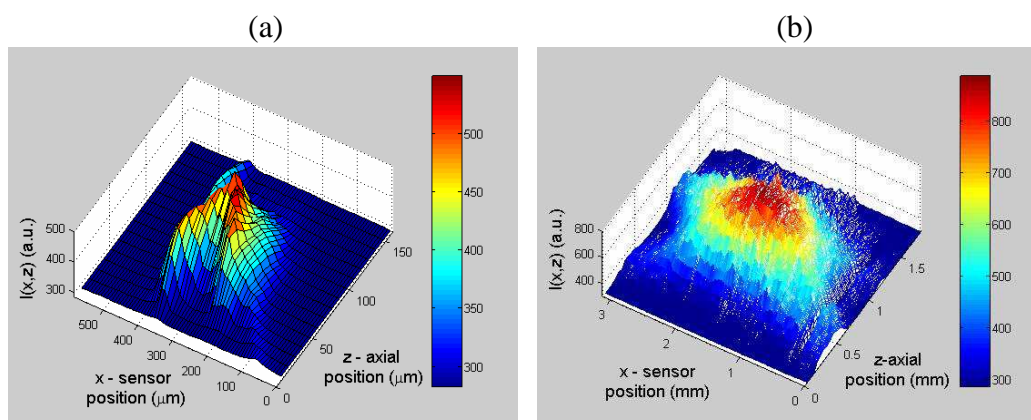 (a)
(b)
500
400
300
I(x,z) (a.u.)
500
400
300
200
100
0
x - sensor
position (μm)
0
50
100
150
z - axial
position (μm)
500
450
400
350
300
800
600
400
I(x,z) (a.u.)
3
2
1
0
x - sensor
position (mm)
0
0.5
1
1.5
z-axial
position (mm)
800
700
600
500
400
300